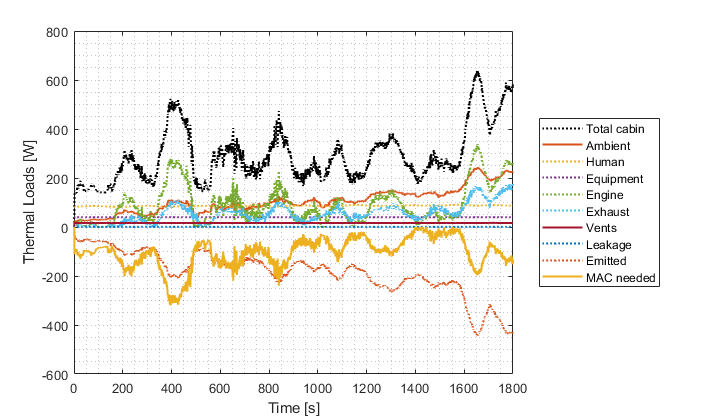 800
600
400
200
0
-200
-400
-600
Thermal Loads [W]
0 200 400 600 800 1000 1200 1400 1600 1800
Time [s]
Total cabin
Ambient
Human
Equipment
Engine
Exhaust
Vents
Leakage
Emitted
MAC needed